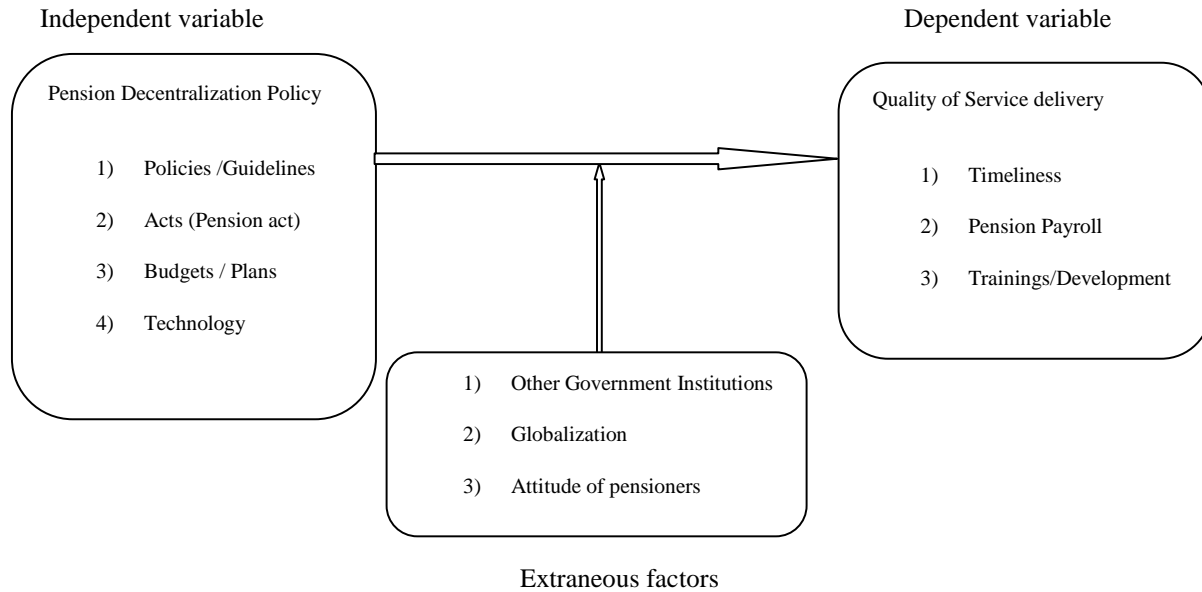 Independent variable
Dependent variable
Pension Decentralization Policy
1) Policies /Guidelines
2) Acts (Pension act)
3) Budgets / Plans
4) Technology
Quality of Service delivery
1) Timeliness
2) Pension Payroll
3) Trainings/Development
1) Other Government Institutions
2) Globalization
3) Attitude of pensioners
Extraneous factors